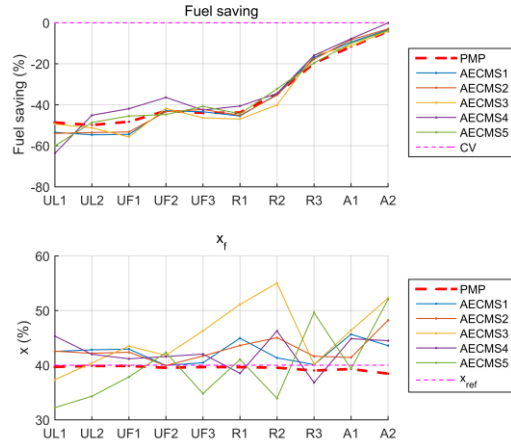 Fuel saving
Fuel saving (%)
0
-20
-40
-60
-80
UL1 UL2 UF1 UF2 UF3 R1 R2 R3 A1 A2
PMP
AECMS1
AECMS2
AECMS3
AECMS4
AECMS5
CV
x_f
x (%)
60
50
40
30
UL1 UL2 UF1 UF2 UF3 R1 R2 R3 A1 A2
PMP
AECMS1
AECMS2
AECMS3
AECMS4
AECMS5
x_ref